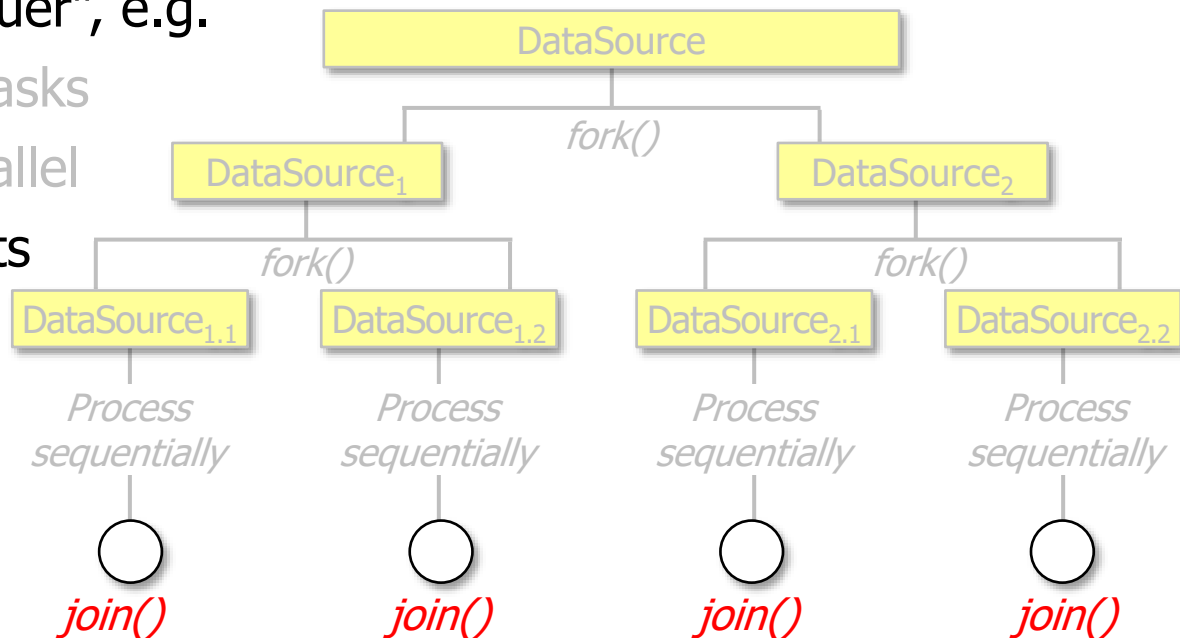 uer", e.g.
DataSource
asks
fork()
allel
DataSource1
DataSource2
ts
fork()
fork()
DataSource1.1
DataSource1.2
DataSource2.1
DataSource2.2
Process
sequentially
Process
sequentially
Process
sequentially
Process
sequentially
join()
join()
join()
join()